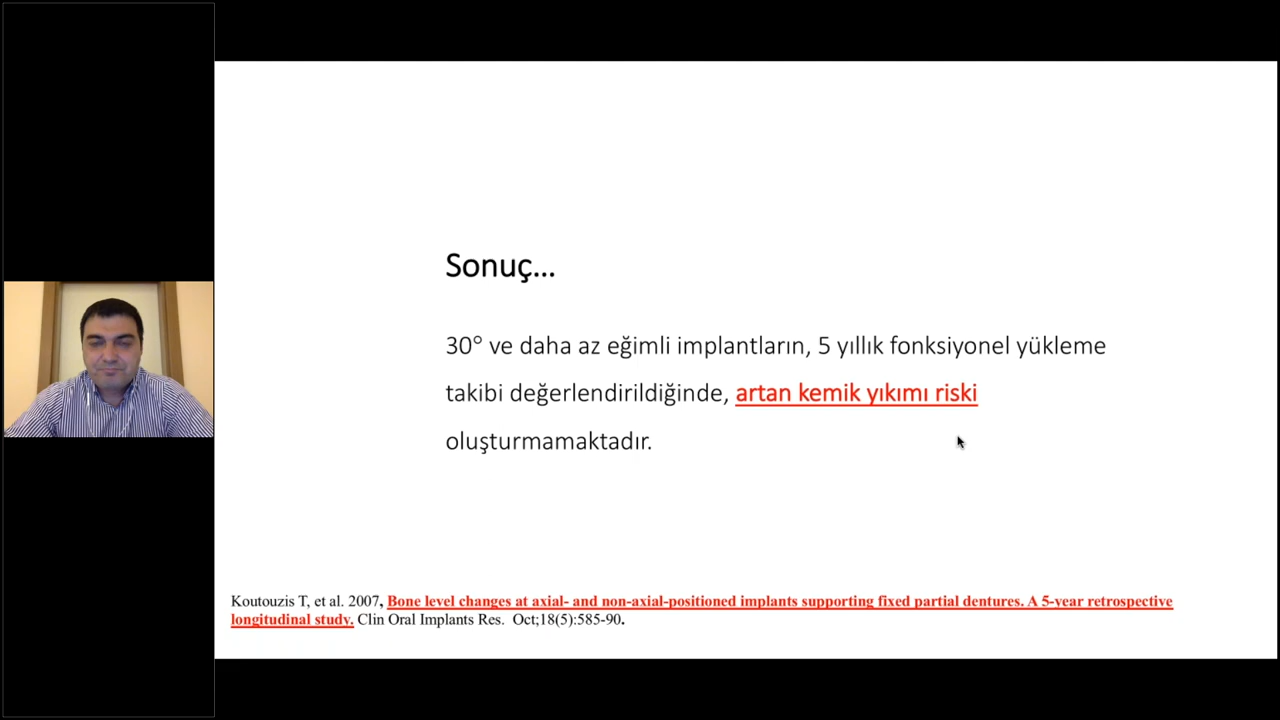 Sonuç...
30° ve daha az eğimli implantların, 5 yıllık fonksiyonel yükleme
takibi değerlendirildiğinde, artan kemik yıkımı riski
oluşturmamaktadır.
Koutouzis T, et al. 2007, Bone level changes at axial- and non-axial-positioned implants supporting fixed partial dentures. A 5-year retrospective
longitudinal study. Clin Oral Implants Res.  Oct;18(5):585-90.